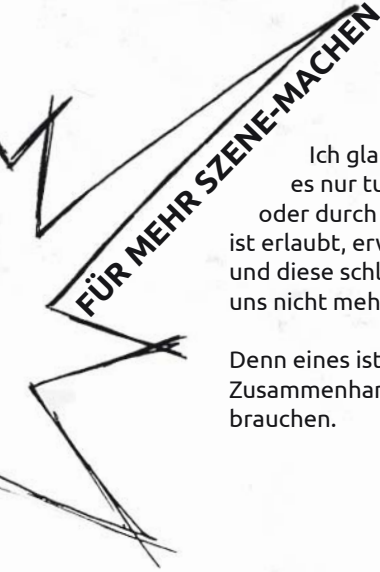 FÜR MEHR SZENE-MACHEN
Ich
es nur
oder durch
ist erlaubt,
und diese
uns nicht
Denn eines ist
brauchen.